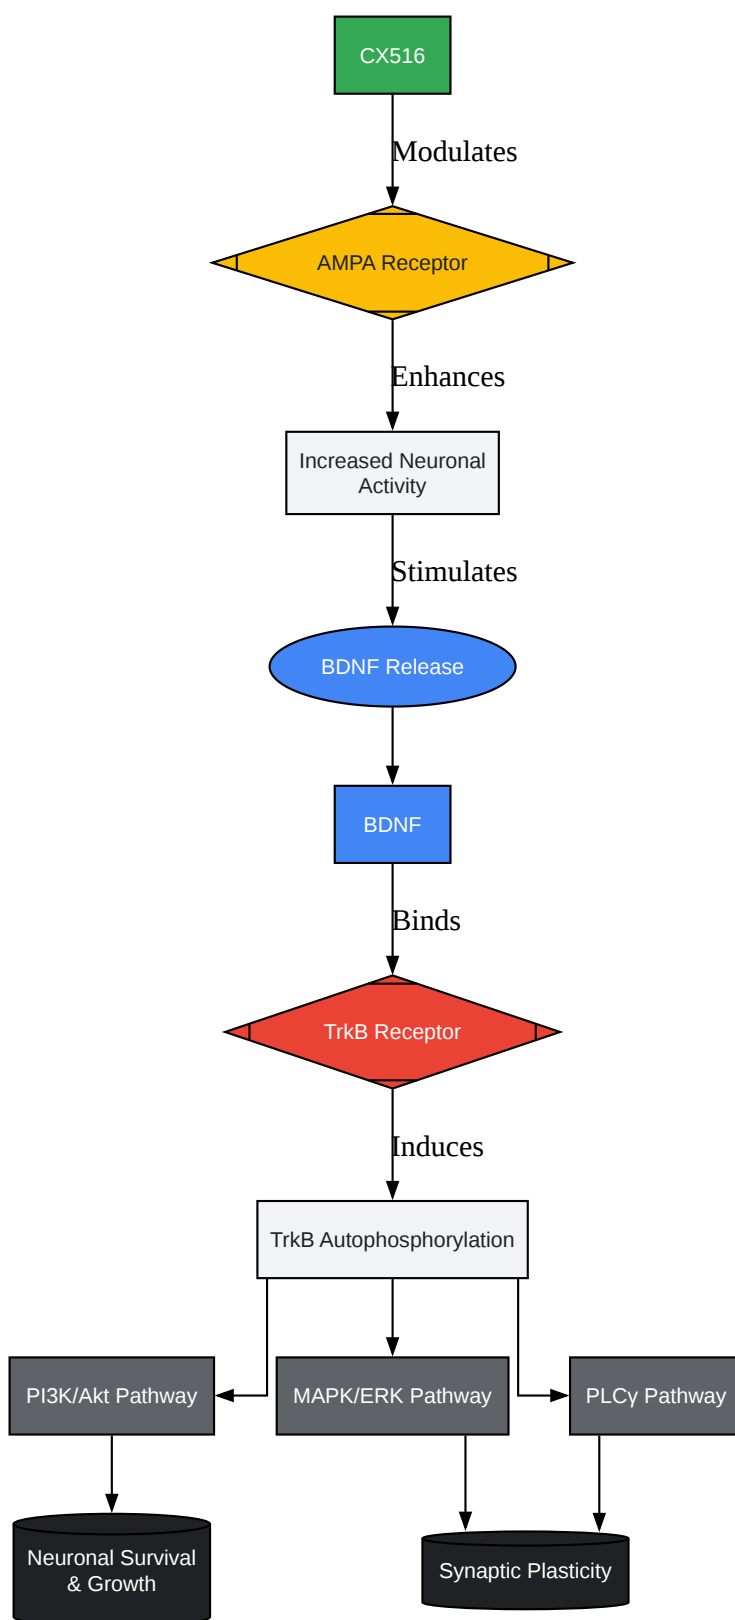 CX516
Modulates
AMPA Receptor
Enhances
Increased Neuronal
Activity
Stimulates
BDNF Release
BDNF
Binds
TrkB Receptor
Induces
TrkB Autophosphorylation
PI3K/Akt Pathway
MAPK/ERK Pathway
PLCγ Pathway
Neuronal Survival
& Growth
Synaptic Plasticity